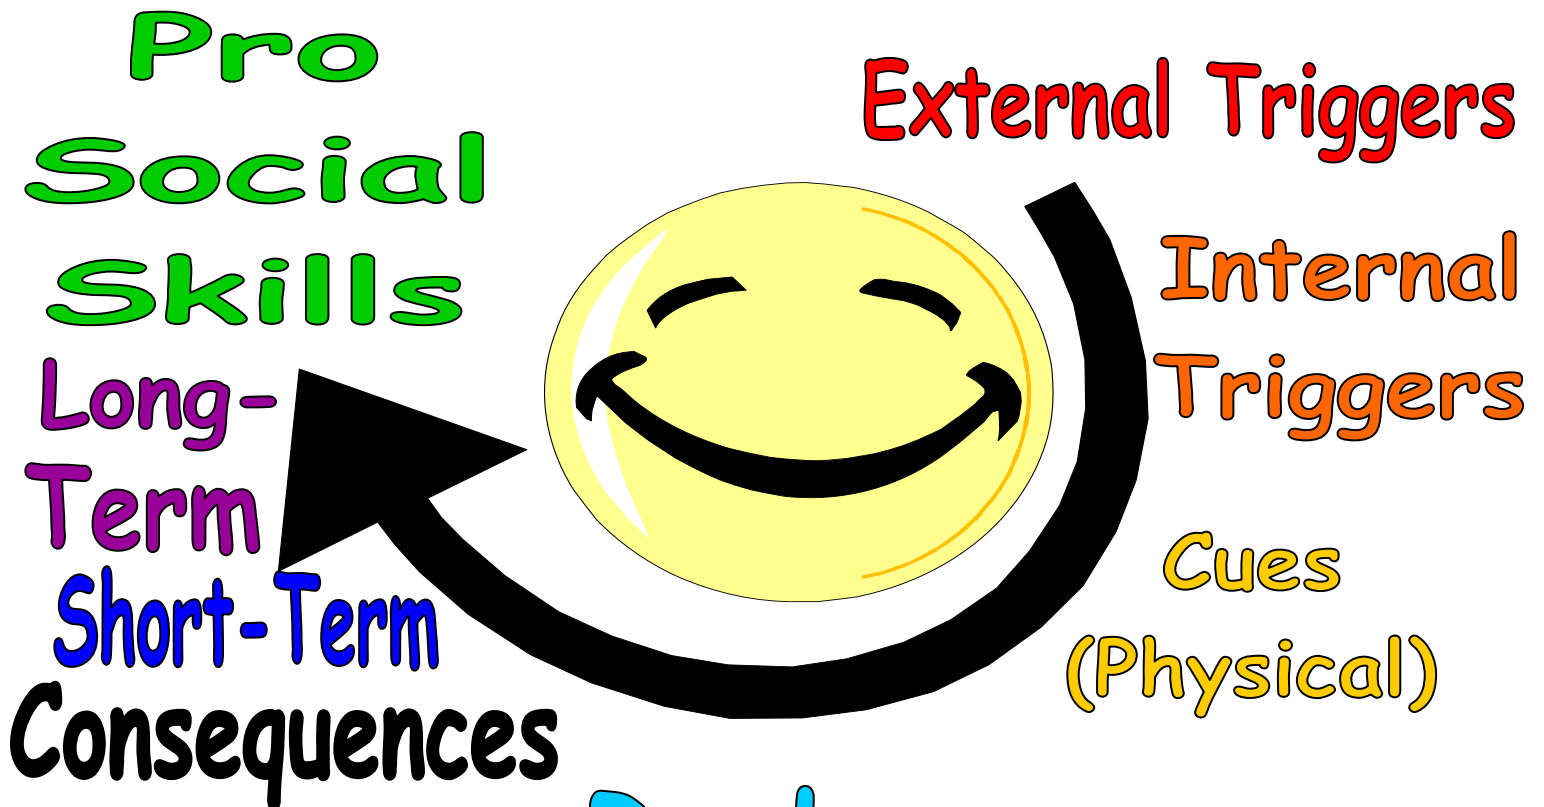 Pro
Social
Skills
External Triggers
Internal
Triggers
Cues
(Physical)
Long-
Term
Short-Term
Consequences